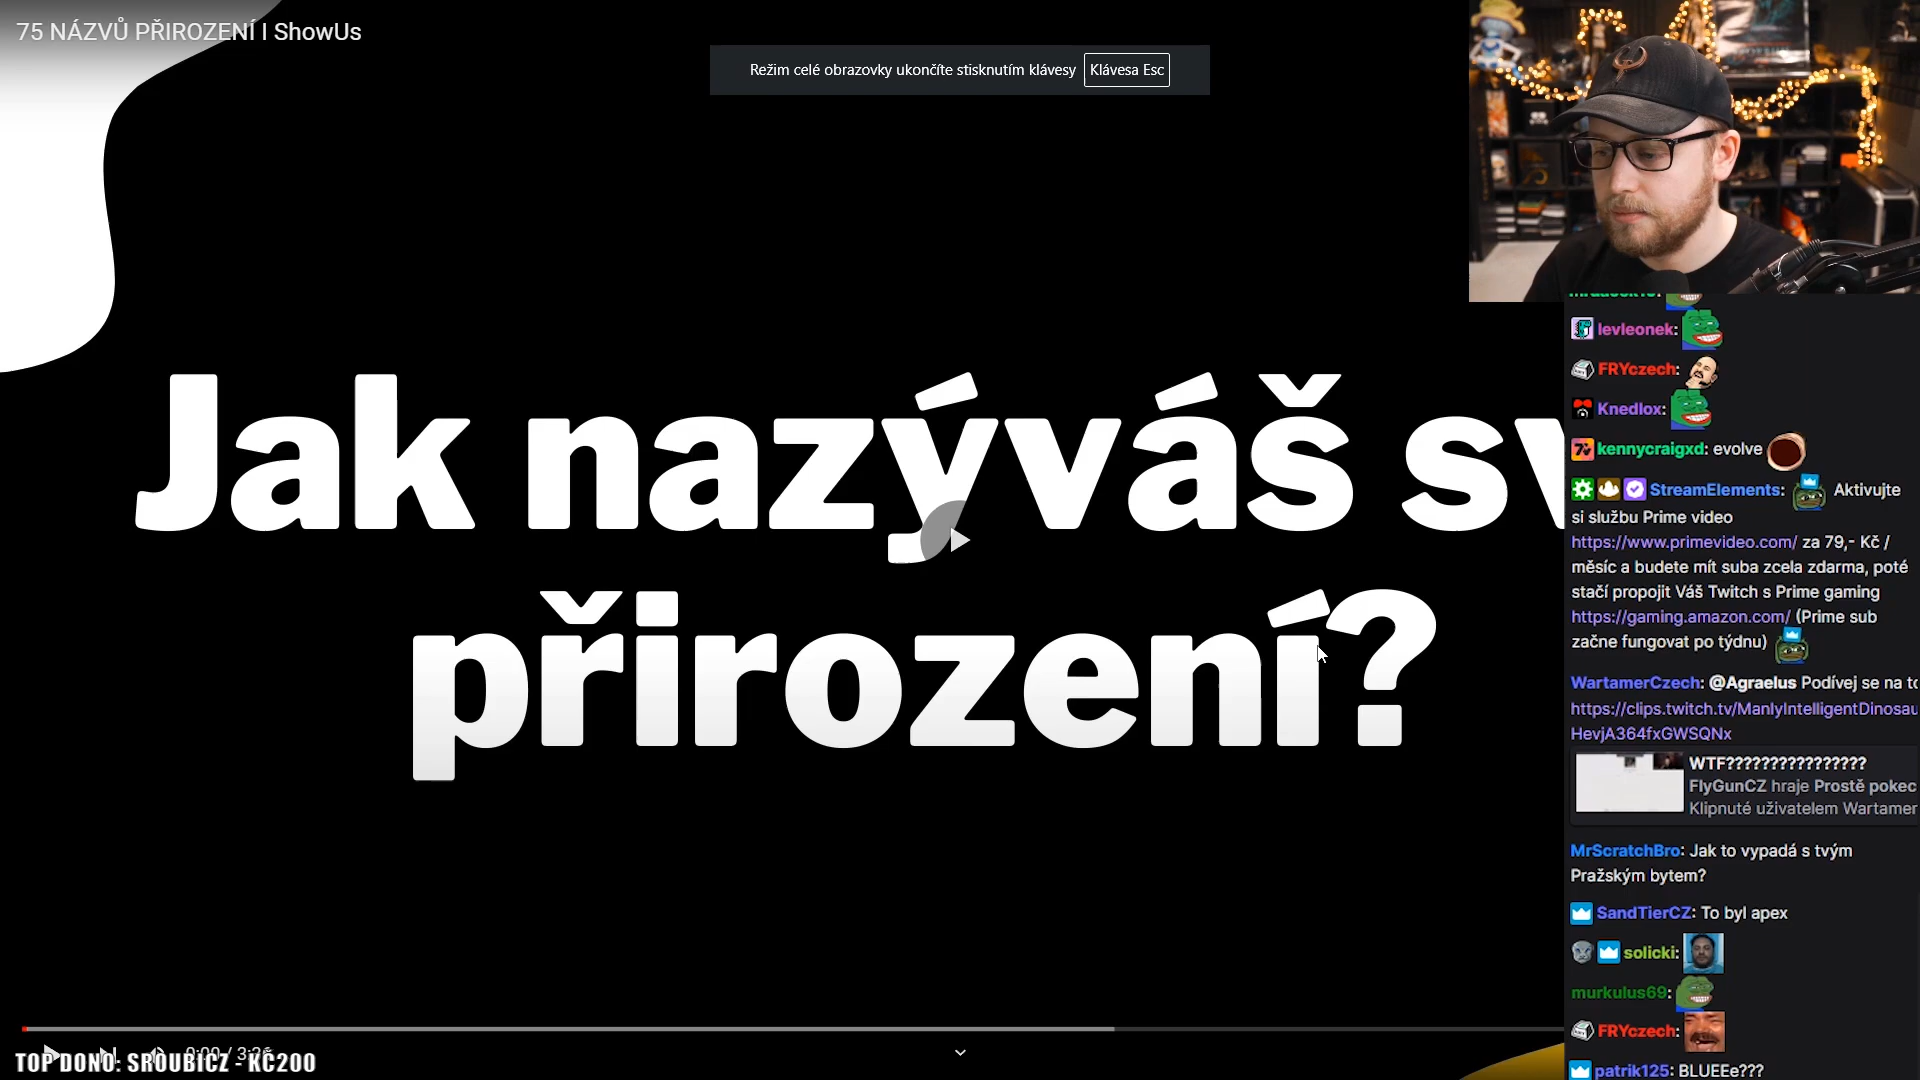 75 NÁZVŮ PŘIROZENÍ I ShowUs
Režim celé obrazovky ukončíte stisknutím klávesy Klávesa Esc
Jak nazýváš
přirození?
levleonek:
FRYczech:
Knedlox:
kennycraigxd: evolve
StreamElements: Aktivujte
si službu Prime video
https://www.primevideo.com/ za 79,- Kč /
měsíc a budete mít suba zcela zdarma, poté
stačí propojit Váš Twitch s Prime gaming
https://gaming.amazon.com/ (Prime sub
začne fungovat po týdnu)
WartamerCzech: @Agraelus Podívej se na
https://clips.twitch.tv/ManlyIntelligentDinosau
HevjA364fxGWSQNx
WTF????????????????
FlyGunCZ hraje Prostě pokec
Klipnuté uživatelem Wartamer
MrScratchBro: Jak to vypadá s tvým
Pražským bytem?
SandTierCZ: To byl apex
solicki:
murkulus69:
FRYczech:
patrik125: BLUEEe???
0:00 /
TOP DONO: SROUBICZ - KČ200